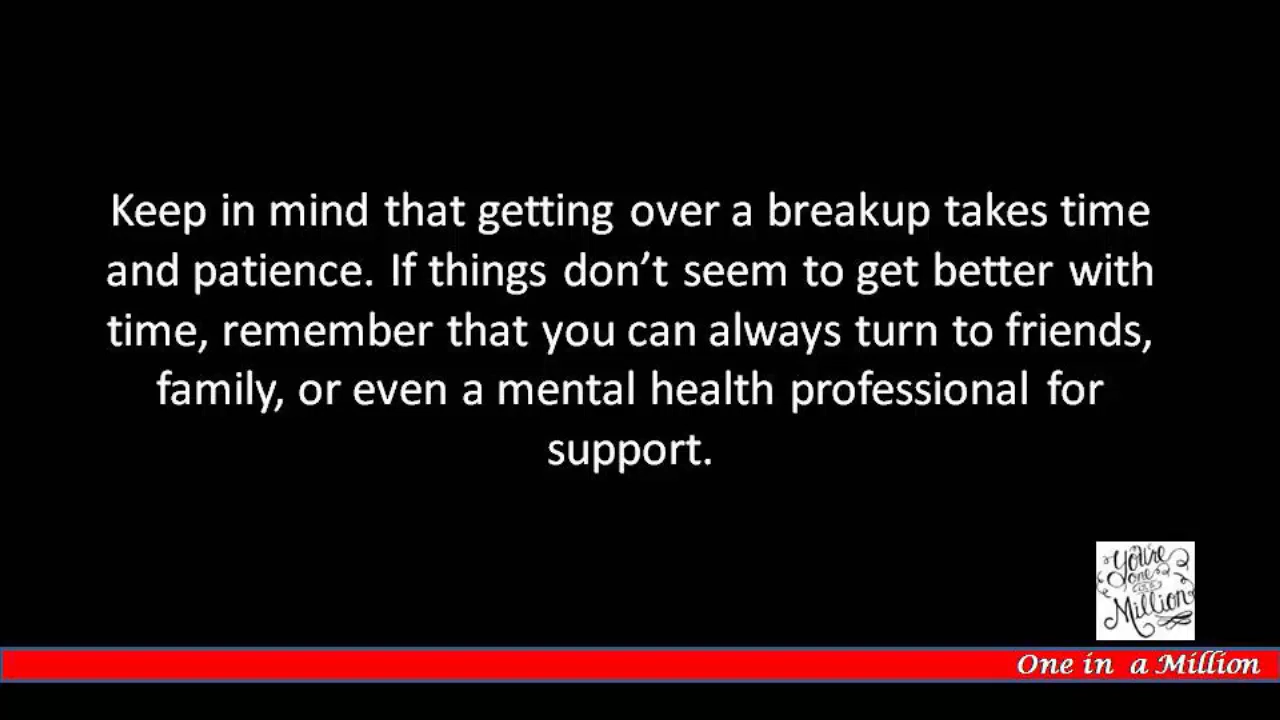 Keep in mind that getting over a breakup takes time
and patience. If things don’t seem to get better with
time, remember that you can always turn to friends,
family, or even a mental health professional for
support.
You're
one
in a
Million
One in a Million